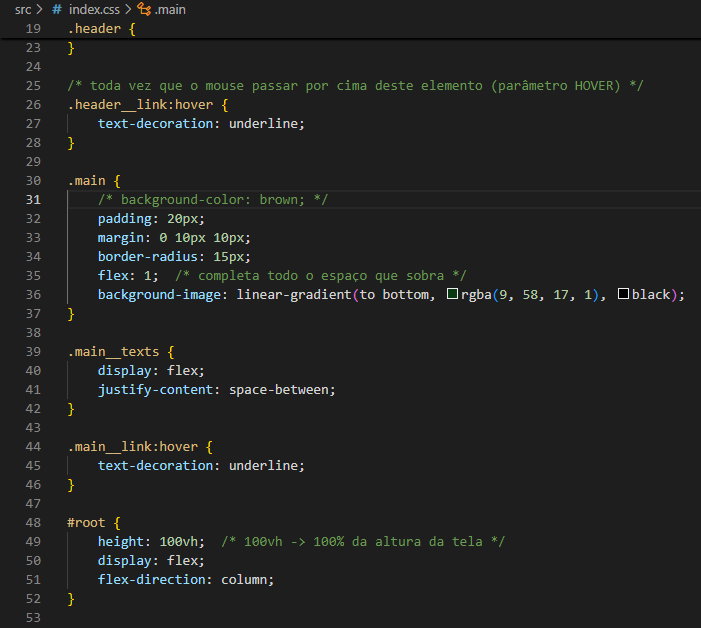 src > # index.css > .main
19 .header {
23 }
24
25 /* toda vez que o mouse passar por cima deste elemento (parâmetro HOVER) */
26 .header__link:hover {
27 text-decoration: underline;
28 }
29
30 .main {
31 /* background-color: brown; */
32 padding: 20px;
33 margin: 0 10px 10px;
34 border-radius: 15px;
35 flex: 1; /* completa todo o espaço que sobra */
36 background-image: linear-gradient(to bottom, rgba(9, 58, 17, 1), black);
37 }
38
39 .main__texts {
40 display: flex;
41 justify-content: space-between;
42 }
43
44 .main__link:hover {
45 text-decoration: underline;
46 }
47
48 #root {
49 height: 100vh; /* 100vh -> 100% da altura da tela */
50 display: flex;
51 flex-direction: column;
52 }
53